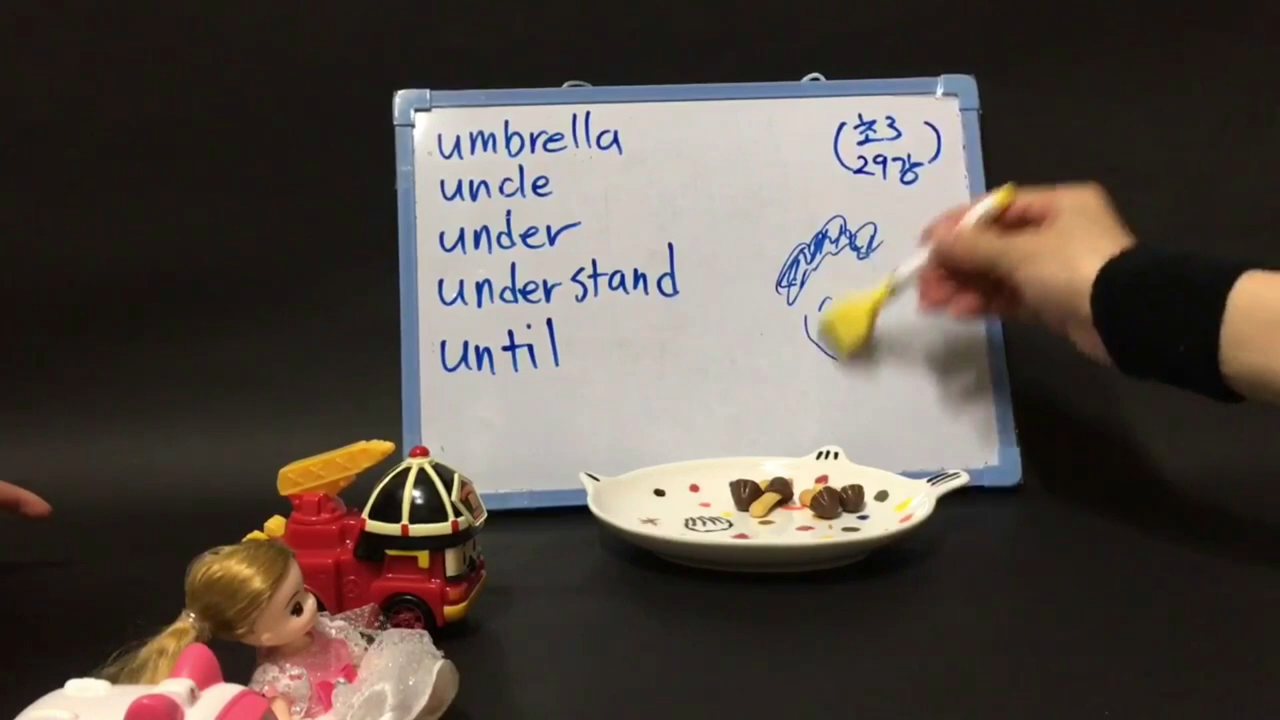 umbrella
uncle
under
understand
until
(초3
29강)